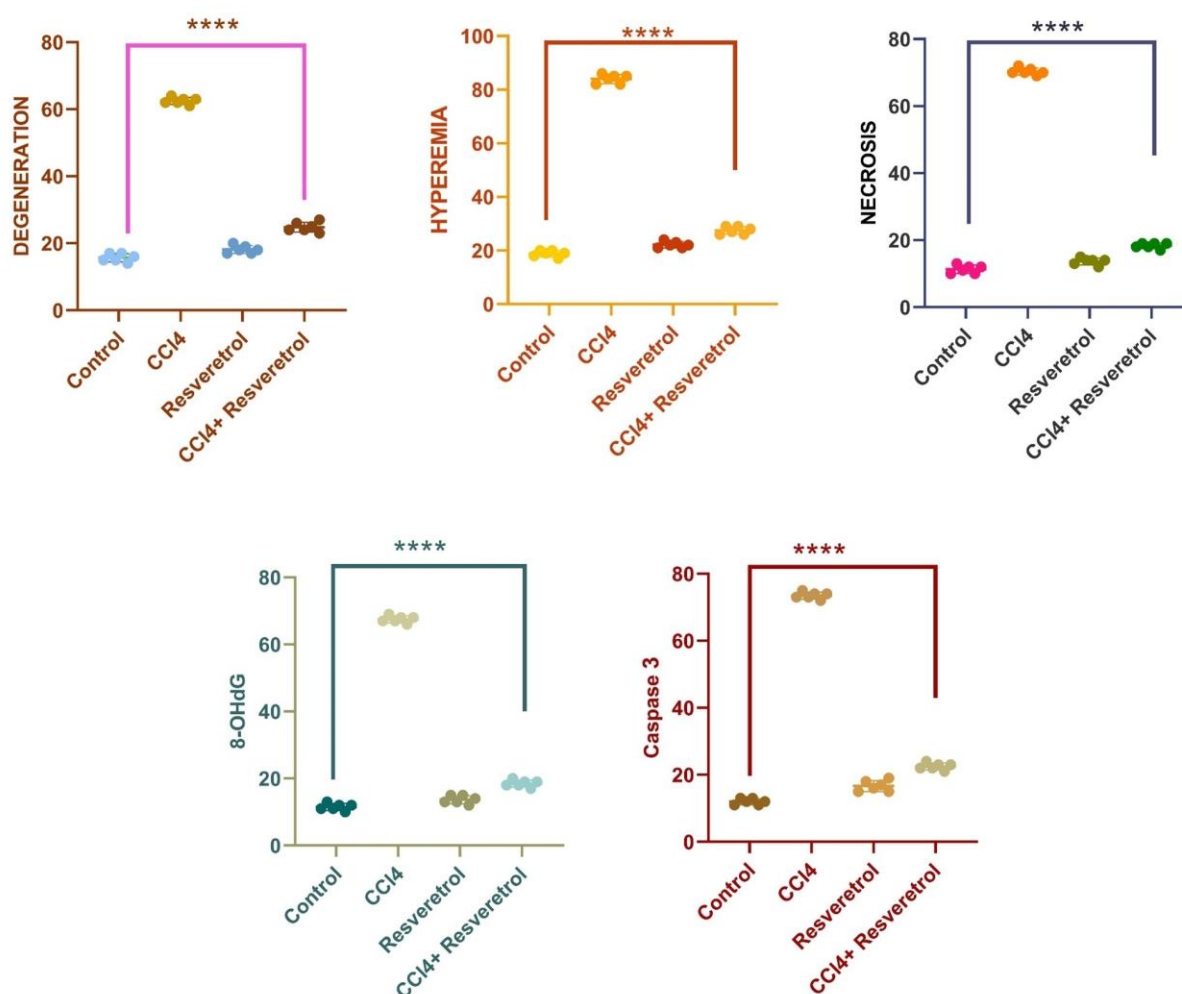 ****
DEGENERATION
80
60
40
20
0
Control
CCl4
Resveretrol
CCl4+ Resveretrol
****
HYPEREMIA
100
80
60
40
20
0
Control
CCl4
Resveretrol
CCl4+ Resveretrol
****
NECROSIS
80
60
40
20
0
Control
CCl4
Resveretrol
CCl4+ Resveretrol
****
8-OHdG
80
60
40
20
0
Control
CCl4
Resveretrol
CCl4+ Resveretrol
****
Caspase 3
80
60
40
20
0
Control
CCl4
Resveretrol
CCl4+ Resveretrol